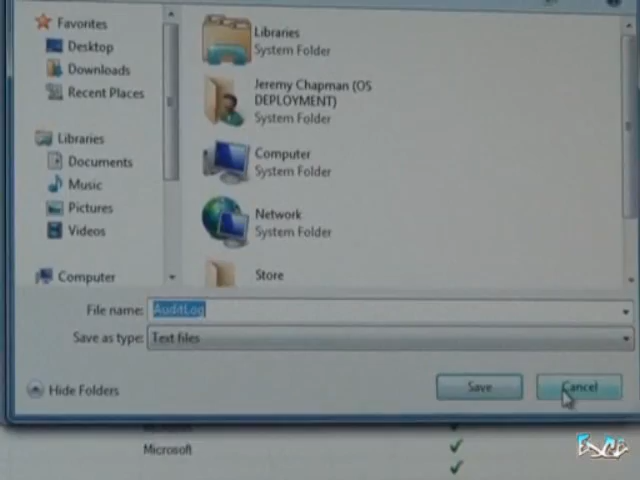 Favorites
Desktop
Downloads
Recent Places
Libraries
Documents
Music
Pictures
Videos
Computer
Libraries
System Folder
Jeremy Chapman (OS
DEPLOYMENT)
System Folder
Computer
System Folder
Network
System Folder
Store
File name: AuditLog
Save as type: Text files
Hide Folders
Save
Cancel
Microsoft